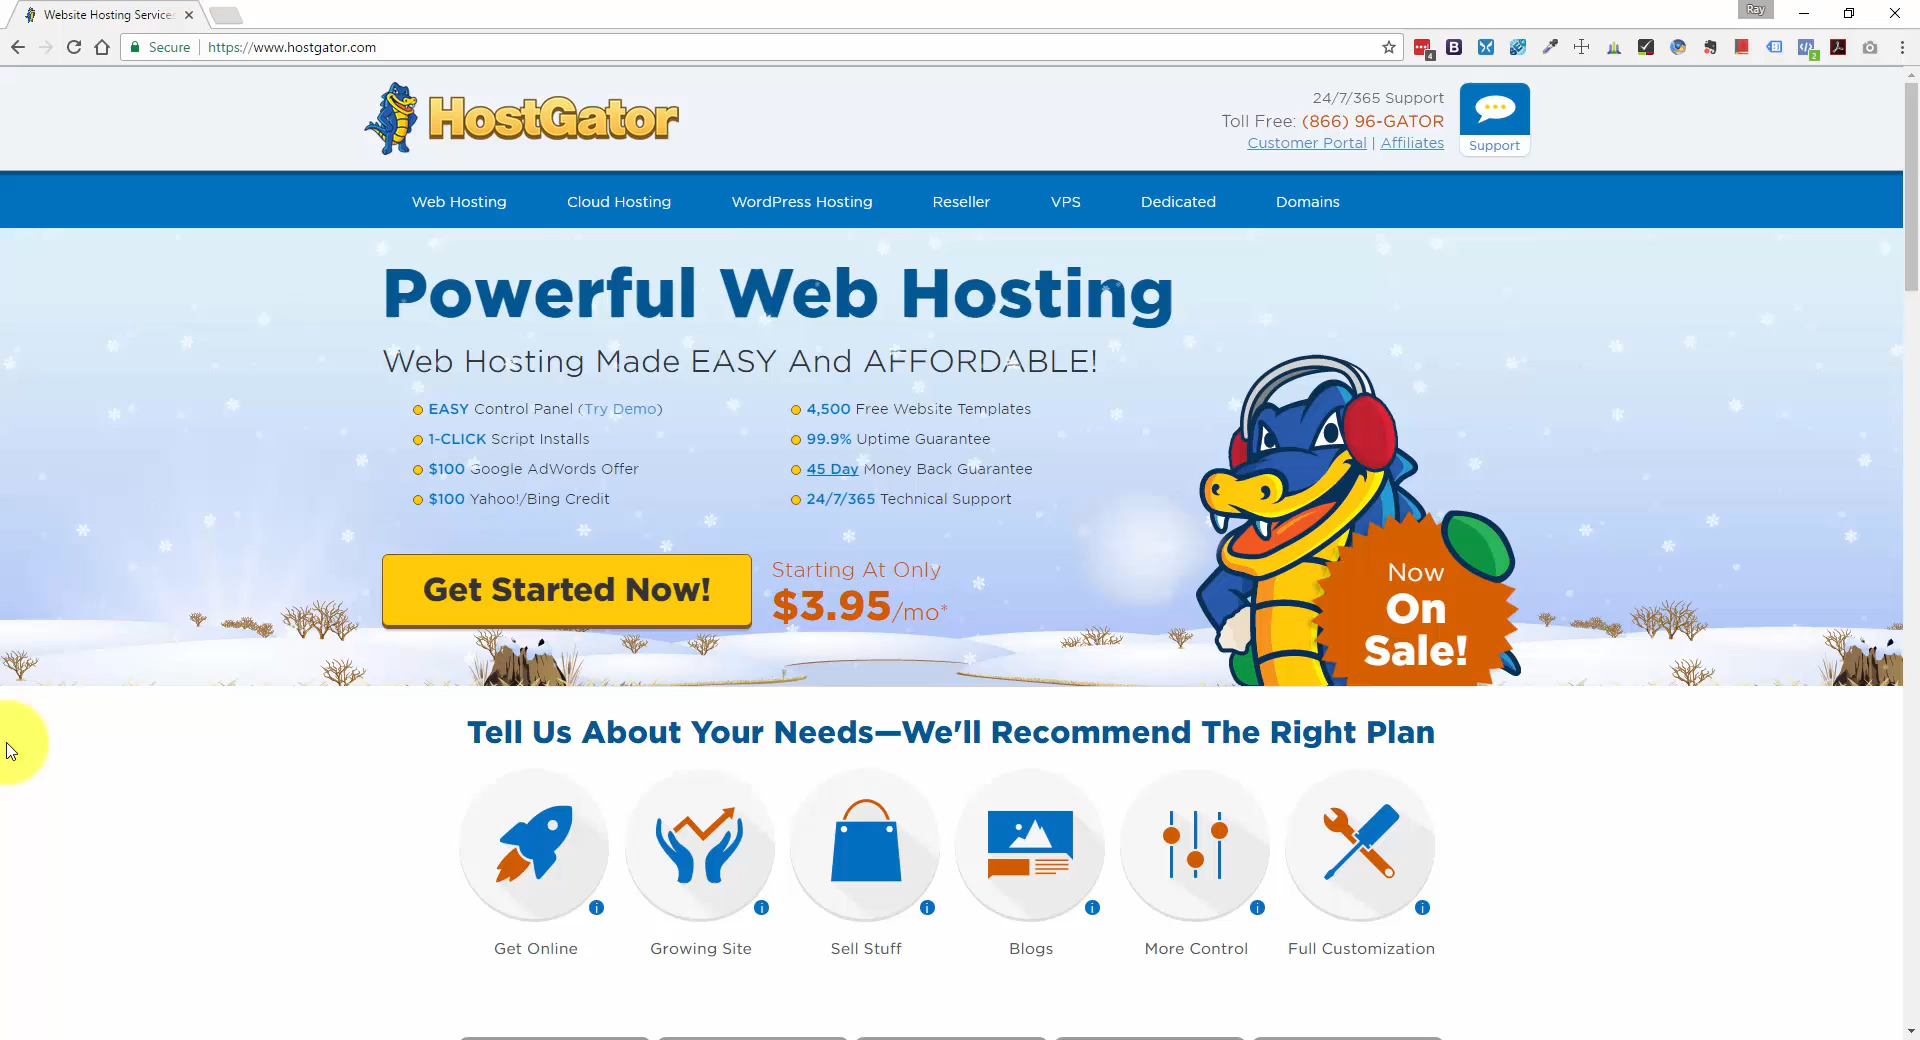 Website Hosting Services
Ray
Secure
https://www.hostgator.com
4
2
HostGator
24/7/365 Support
Toll Free: (866) 96-GATOR
Customer Portal | Affiliates
Support
Web Hosting
Cloud Hosting
WordPress Hosting
Reseller
VPS
Dedicated
Domains
Powerful Web Hosting
Web Hosting Made EASY And AFFORDABLE!
EASY Control Panel (Try Demo)
1-CLICK Script Installs
$100 Google AdWords Offer
$100 Yahoo!/Bing Credit
4,500 Free Website Templates
99.9% Uptime Guarantee
45 Day Money Back Guarantee
24/7/365 Technical Support
Get Started Now!
Starting At Only
$3.95/mo*
Now
On
Sale!
Tell Us About Your Needs—We'll Recommend The Right Plan
Get Online
Growing Site
Sell Stuff
Blogs
More Control
Full Customization